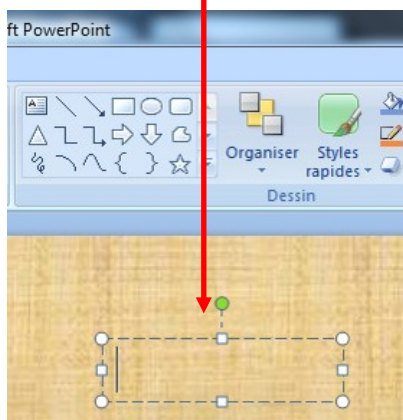 ft PowerPoint
Organiser
Styles
rapides
Dessin